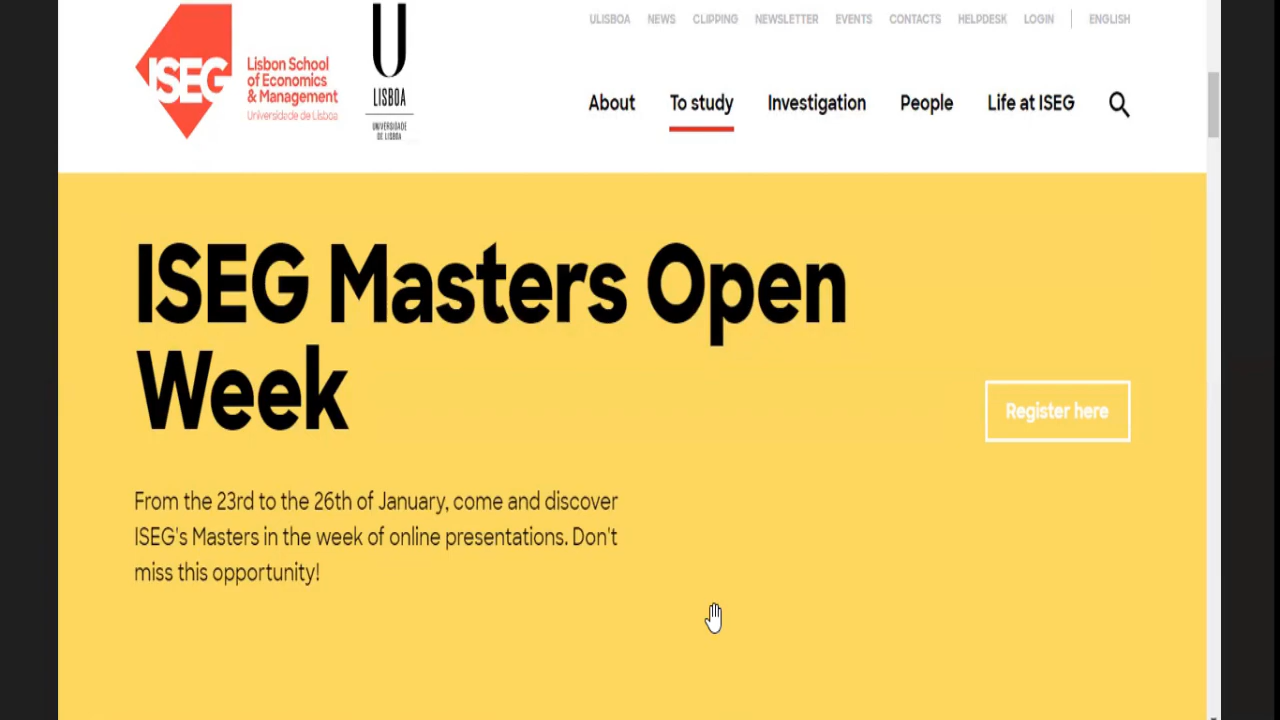 ISEG
Lisbon School
of Economics
& Management
Universidade de Lisboa
U
LISBOA
UNIVERSIDADE
DE LISBOA
ULISBOA NEWS CLIPPING NEWSLETTER EVENTS CONTACTS HELPDESK LOGIN ENGLISH
About To study Investigation People Life at ISEG
ISEG Masters Open
Week
Register here
From the 23rd to the 26th of January, come and discover
ISEG's Masters in the week of online presentations. Don't
miss this opportunity!